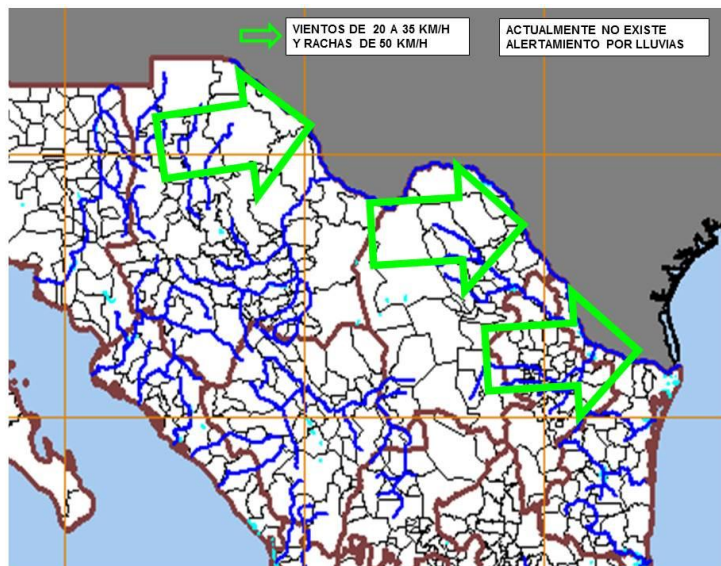 VIENTOS DE 20 A 35 KM/H
Y RACHAS DE 50 KM/H
ACTUALMENTE NO EXISTE
ALERTAMIENTO POR LLUVIAS